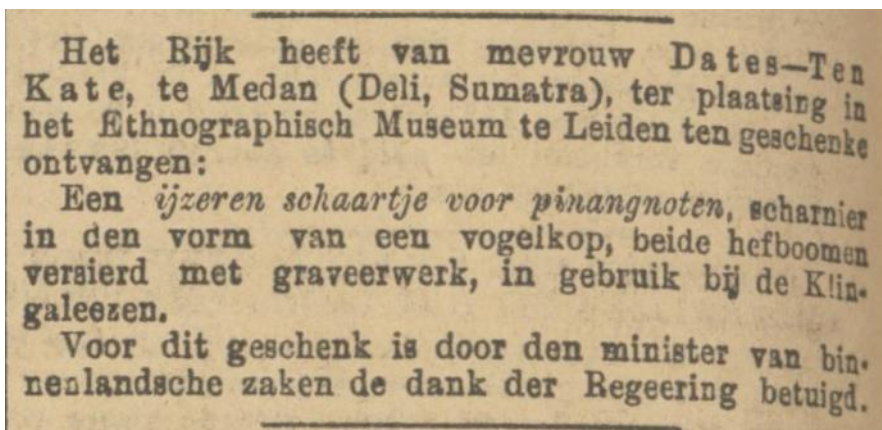 Het Rijk heeft van mevrouw Dates—Ten
Kate, te Medan (Deli, Sumatra), ter plaatsing in
het Ethnographisch Museum te Leiden ten geschenke
ontvangen:
Een ijzeren schaartje voor pinangnoten, scharnier
in den vorm van een vogelkop, beide hefboomen
versierd met graveerwerk, in gebruik bij de Klin-
galeezen.
Voor dit geschenk is door den minister van bin-
nenlandsche zaken de dank der Regeering betuigd.